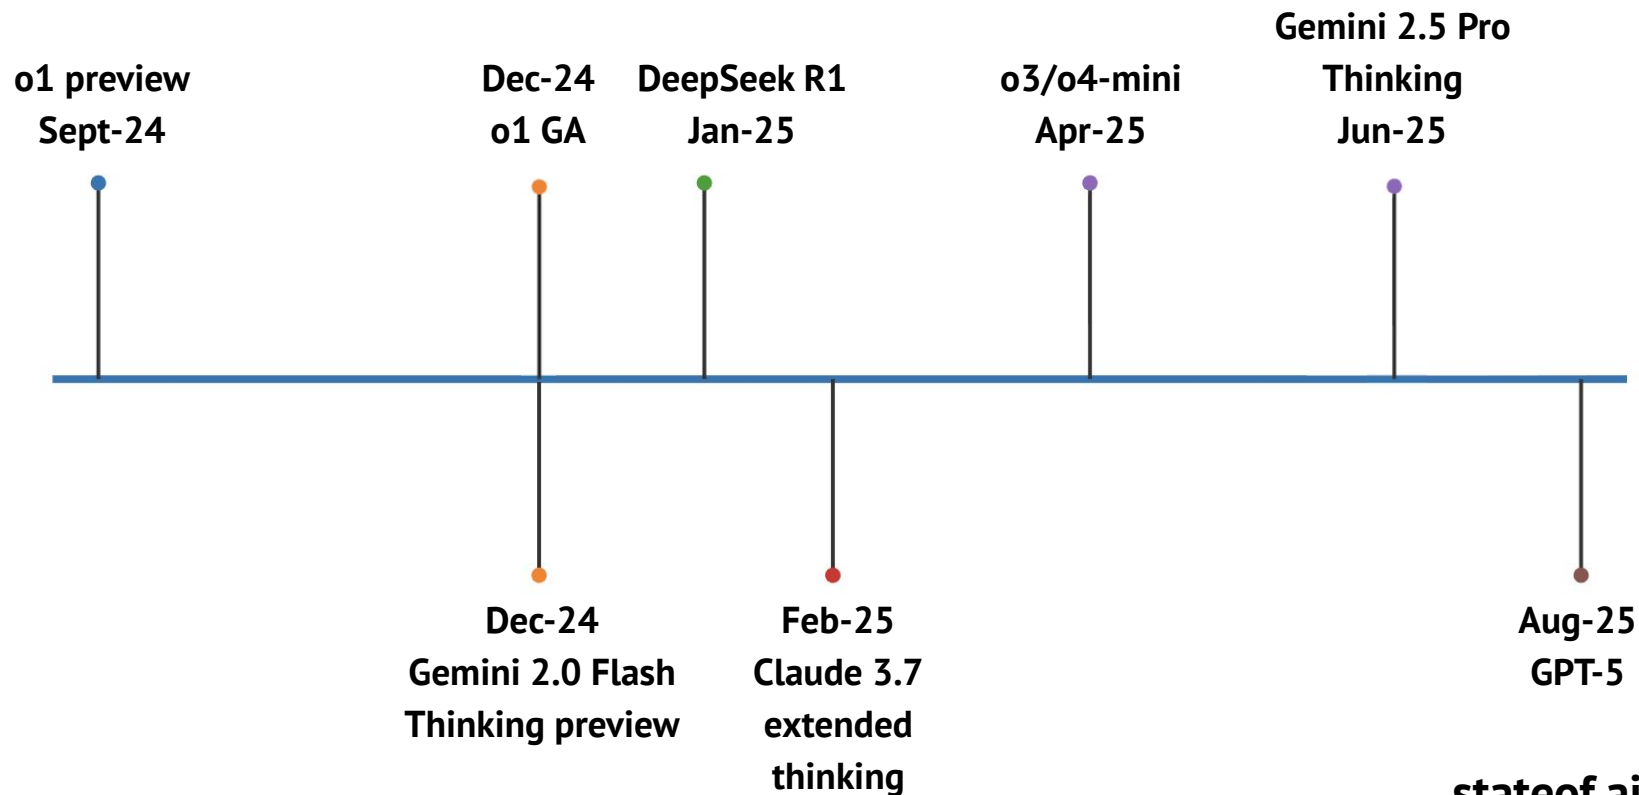 o1 preview
Sept-24
Dec-24
o1 GA
DeepSeek R1
Jan-25
o3/o4-mini
Apr-25
Gemini 2.5 Pro
Thinking
Jun-25
Dec-24
Gemini 2.0 Flash
Thinking preview
Feb-25
Claude 3.7
extended
thinking
Aug-25
GPT-5
stateof.ai